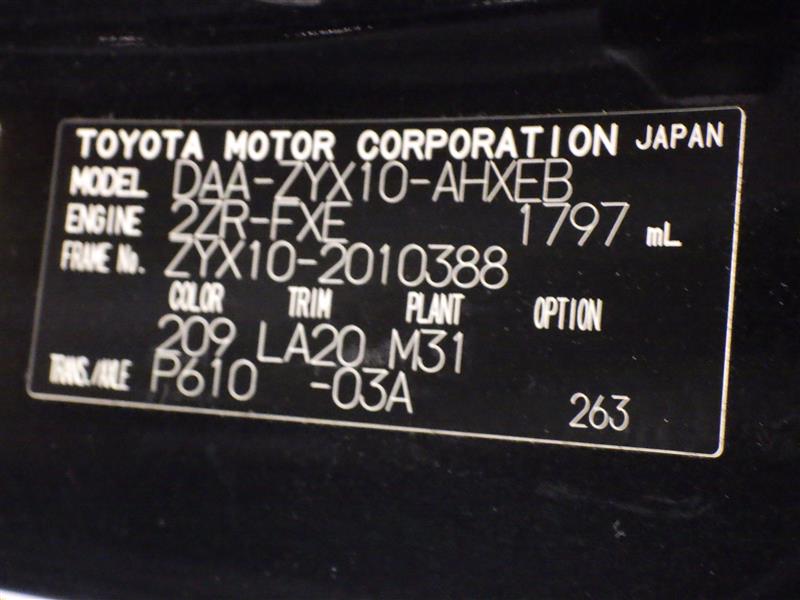 TOYOTA MOTOR CORPORATION JAPAN
MODEL DAA-ZYX10-AHXEB
ENGINE 2ZR-FXE 1797 mL
FRAME No. ZYX10-2010388
COLOR TRIM PLANT OPTION
209 LA20 M31
TRANS./AXLE P610 -03A
263